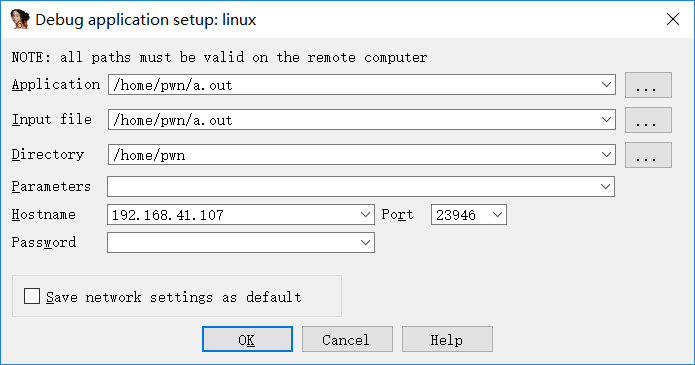 Debug application setup: linux
NOTE: all paths must be valid on the remote computer
Application /home/pwn/a.out ...
Input file /home/pwn/a.out ...
Directory /home/pwn ...
Parameters
Hostname 192.168.41.107 Port 23946
Password
Save network settings as default
OK Cancel Help